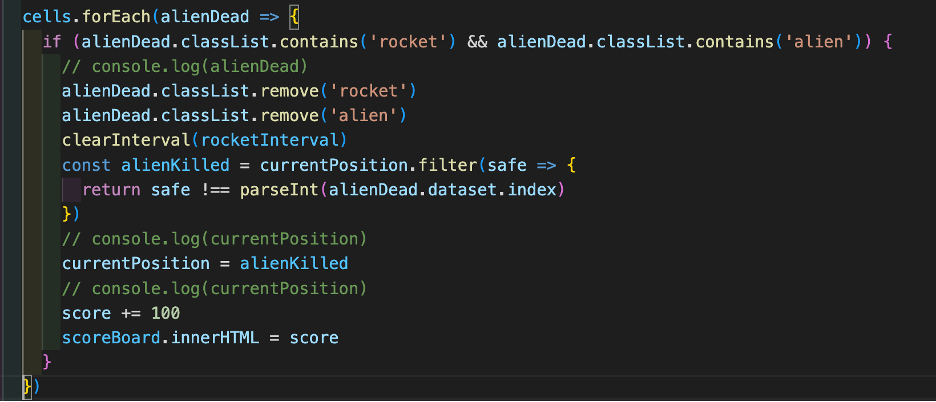 cells.forEach(alienDead => {
if (alienDead.classList.contains('rocket') && alienDead.classList.contains('alien')) {
// console.log(alienDead)
alienDead.classList.remove('rocket')
alienDead.classList.remove('alien')
clearInterval(rocketInterval)
const alienKilled = currentPosition.filter(safe => {
return safe !== parseInt(alienDead.dataset.index)
})
// console.log(currentPosition)
currentPosition = alienKilled
// console.log(currentPosition)
score += 100
scoreBoard.innerHTML = score
}
})